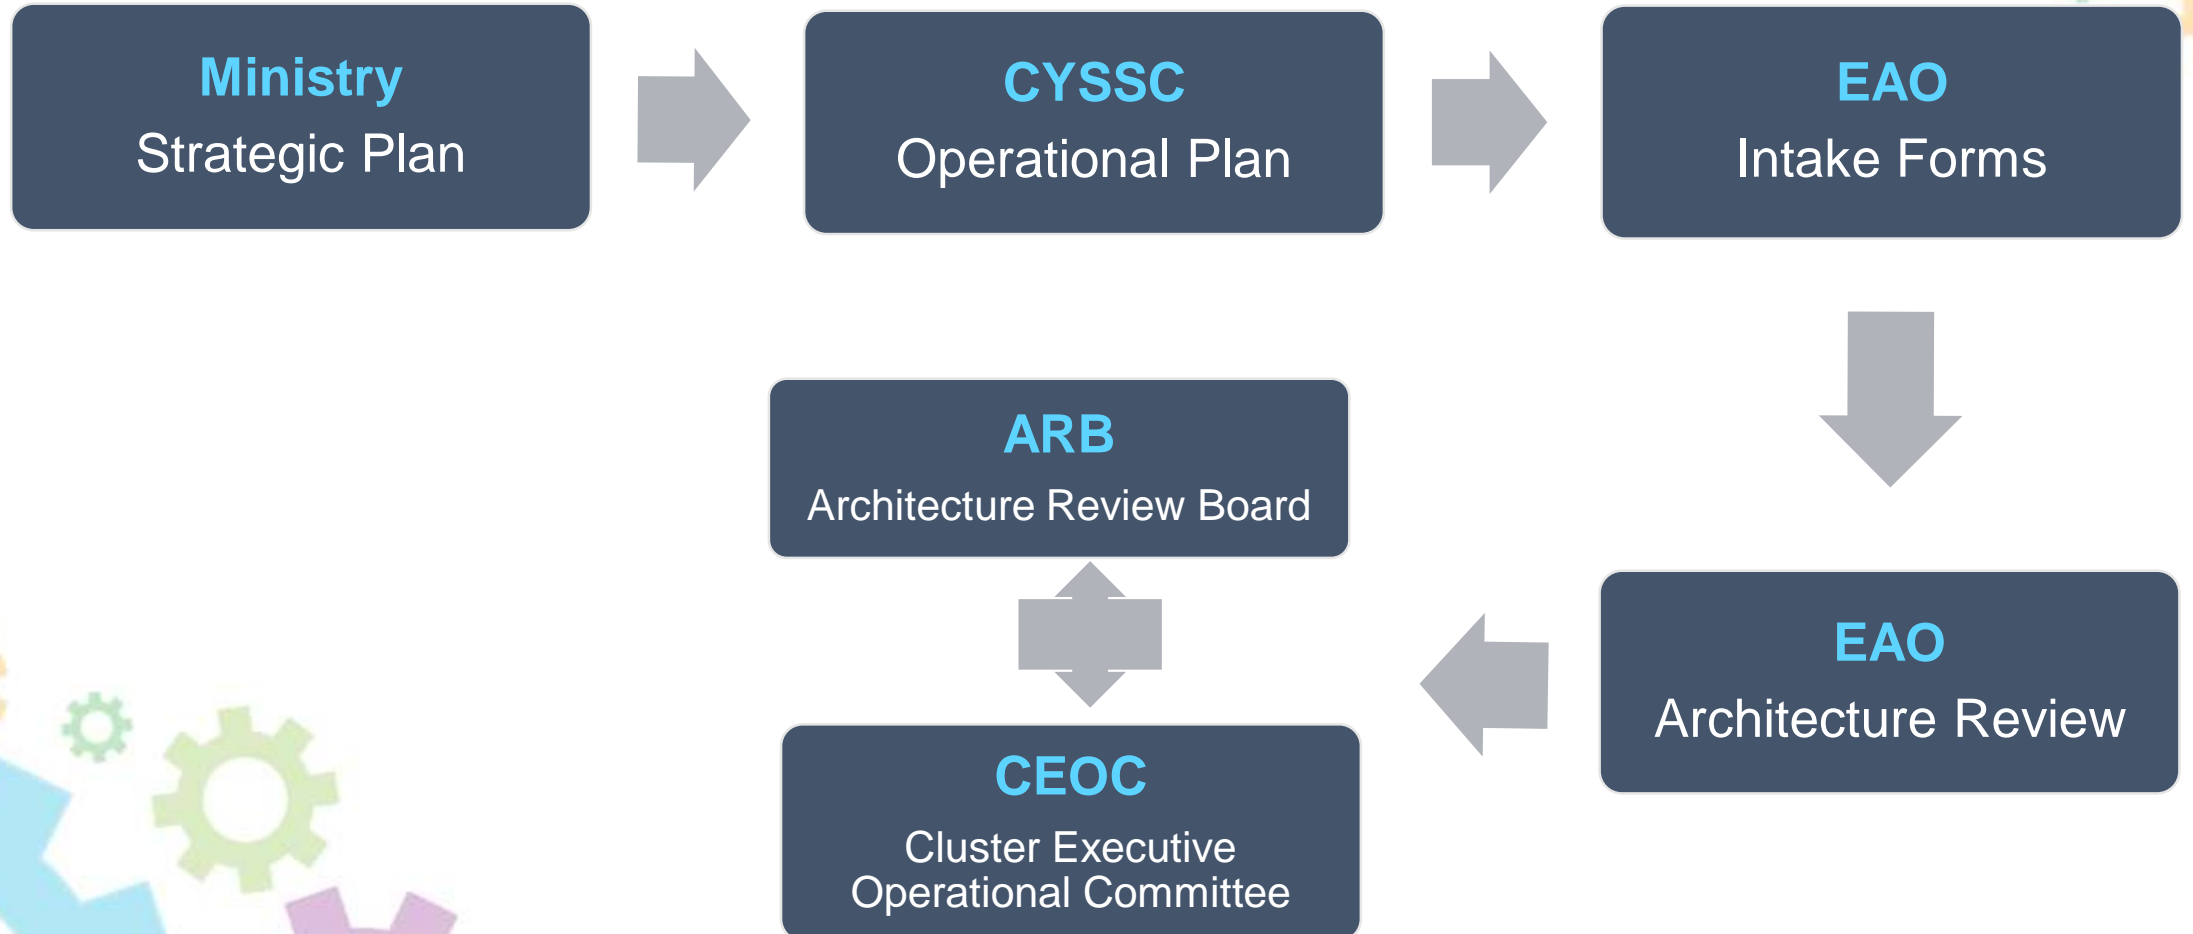 Ministry
Strategic Plan
CYSSC
Operational Plan
EAO
Intake Forms
ARB
Architecture Review Board
EAO
Architecture Review
CEOC
Cluster Executive
Operational Committee